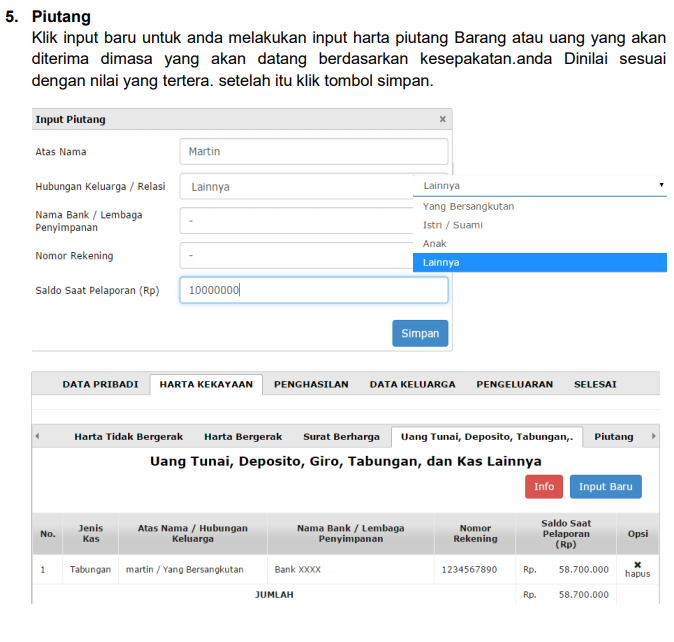 5. Piutang
Klik input baru untuk anda melakukan input harta piutang Barang atau uang yang akan
diterima dimasa yang akan datang berdasarkan kesepakatan.anda Dinilai sesuai
dengan nilai yang tertera. setelah itu klik tombol simpan.
Input Piutang x
Atas Nama Martin
Hubungan Keluarga / Relasi Lainnya
Lainnya
Yang Bersangkutan
Istri / Suami
Anak
Lainnya
Nama Bank / Lembaga
Penyimpanan -
Nomor Rekening -
Saldo Saat Pelaporan (Rp) 10000000
Simpan
DATA PRIBADI HARTA KEKAYAAN PENGHASILAN DATA KELUARGA PENGELUARAN SELESAI
Harta Tidak Bergerak Harta Bergerak Surat Berharga Uang Tunai, Deposito, Tabungan,. Piutang
Uang Tunai, Deposito, Giro, Tabungan, dan Kas Lainnya
Info Input Baru
No. Jenis Kas Atas Nama / Hubungan Keluarga Nama Bank / Lembaga Penyimpanan Nomor Rekening Saldo Saat Pelaporan (Rp) Opsi
1 Tabungan martin / Yang Bersangkutan Bank XXXX 1234567890 Rp. 58.700.000 ✖ hapus
JUMLAH Rp. 58.700.000